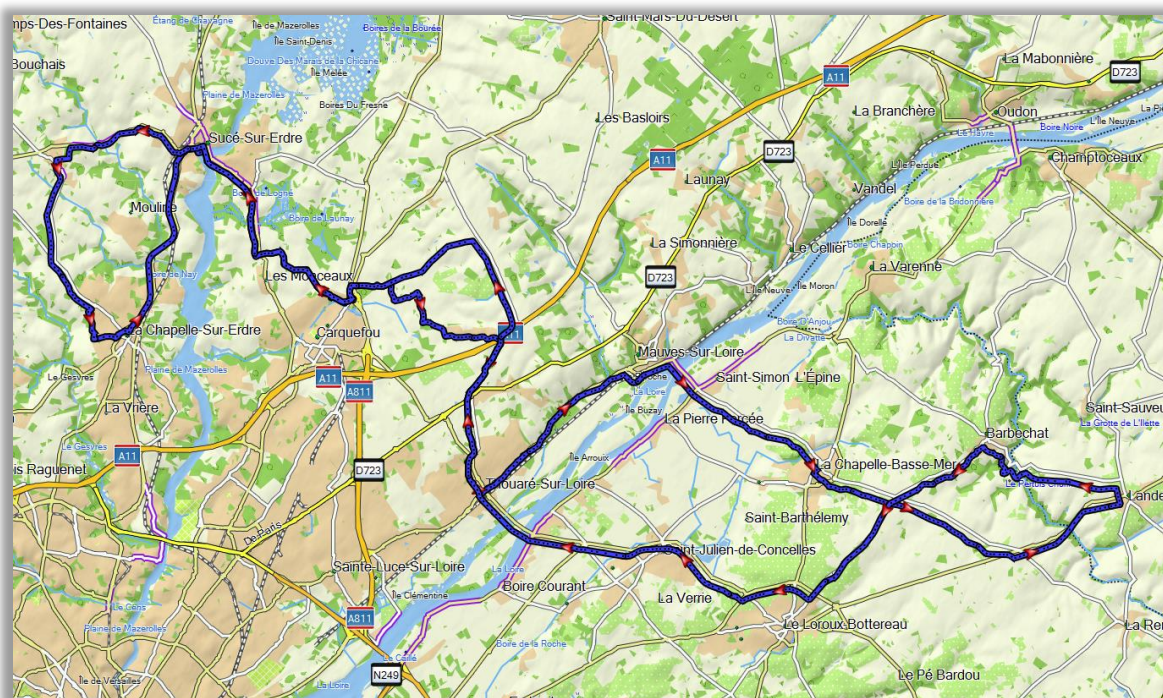 mps-Des-Fontaines
Étang de Chavagne
Île de Mazerolles
Boires de la Bourée
Saint-Mars-Du-Désert
Île Saint-Denis
Bouchais
Douve Des Marais de la Chicane
Île Mélée
La Mabonnière
D723
A11
Plaine de Mazerolles
Boires Du Fresne
Les Basloirs
La Branchère
Oudon
L'Île Neuve
Boire Noire
Sucé-Sur-Erdre
D723
Le Havre
A11
L'Île Perdue
Champtoceaux
Launay
Vandel
Boire de la Bridonnière
Mouline
Boire de Launay
Île Dorelle
La Simonnière
Le Cellier
Boire Chapoin
La Varenne
Boire de Nay
Les Monceaux
D723
L'Île Neuve
Île Moron
Boire D'Anjou
La Divatte
La Chapelle-Sur-Erdre
Carquefou
Mauves-Sur-Loire
Plaine de Mazerolles
Le Gesvres
A11
A811
La Loire
Saint-Simon
L'Épine
La Vrière
Île Buzay
La Pierre Percée
Saint-Sauveu
La Grotte de L'Ilette
Barbechat
Le Gesvres
A11
is Raguenet
D723
Île Arrouix
La Chapelle-Basse-Mer
Thouaré-Sur-Loire
Lande
Saint-Barthélemy
De Paris
Saint-Julien-de-Concelles
Sainte-Luce-Sur-Loire
La Loire
Boire Courant
Île Clémentine
La Verrie
Le Cens
A811
Plaine de Mazerolles
Le Loroux-Bottereau
La Re
Boire de la Roche
N249
Île de Versailles
La Loire
Le Pé Bardou